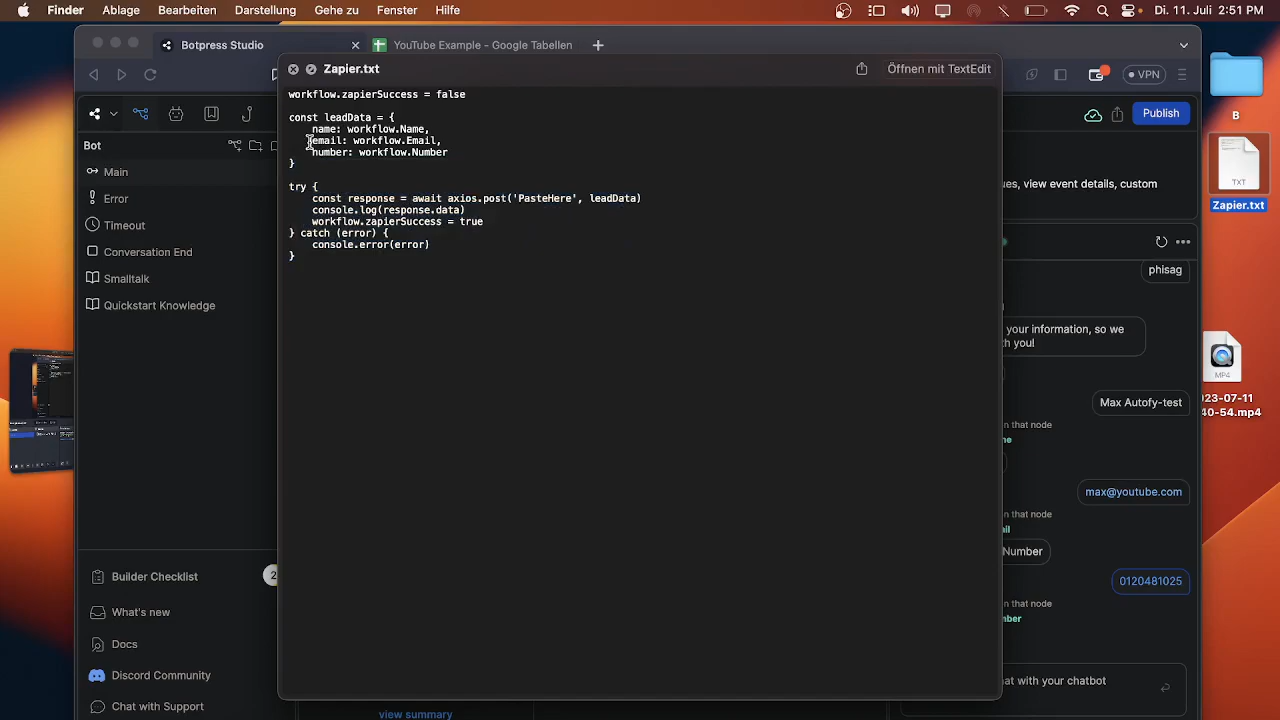 Finder Ablage Bearbeiten Darstellung Gehe zu Fenster Hilfe Di. 11. Juli 2:51 PM
Botpress Studio YouTube Example - Google Tabellen
VPN
Zapier.txt Öffnen mit TextEdit
Publish
Bot
Main
Error
Timeout
Conversation End
Smalltalk
Quickstart Knowledge
Builder Checklist 2
What's new
Docs
Discord Community
Chat with Support
workflow.zapierSuccess = false
const leadData = {
name: workflow.Name,
email: workflow.Email,
number: workflow.Number
}
try {
const response = await axios.post('PasteHere', leadData)
console.log(response.data)
workflow.zapierSuccess = true
} catch (error) {
console.error(error)
}
view summary
ues, view event details, custom
phisag
your information, so we
h you!
Max Autofy-test
n that node
ne
max@youtube.com
n that node
il
Number
0120481025
n that node
mber
hat with your chatbot
B
TXT
Zapier.txt
MP4
023-07-11
40-54.mp4